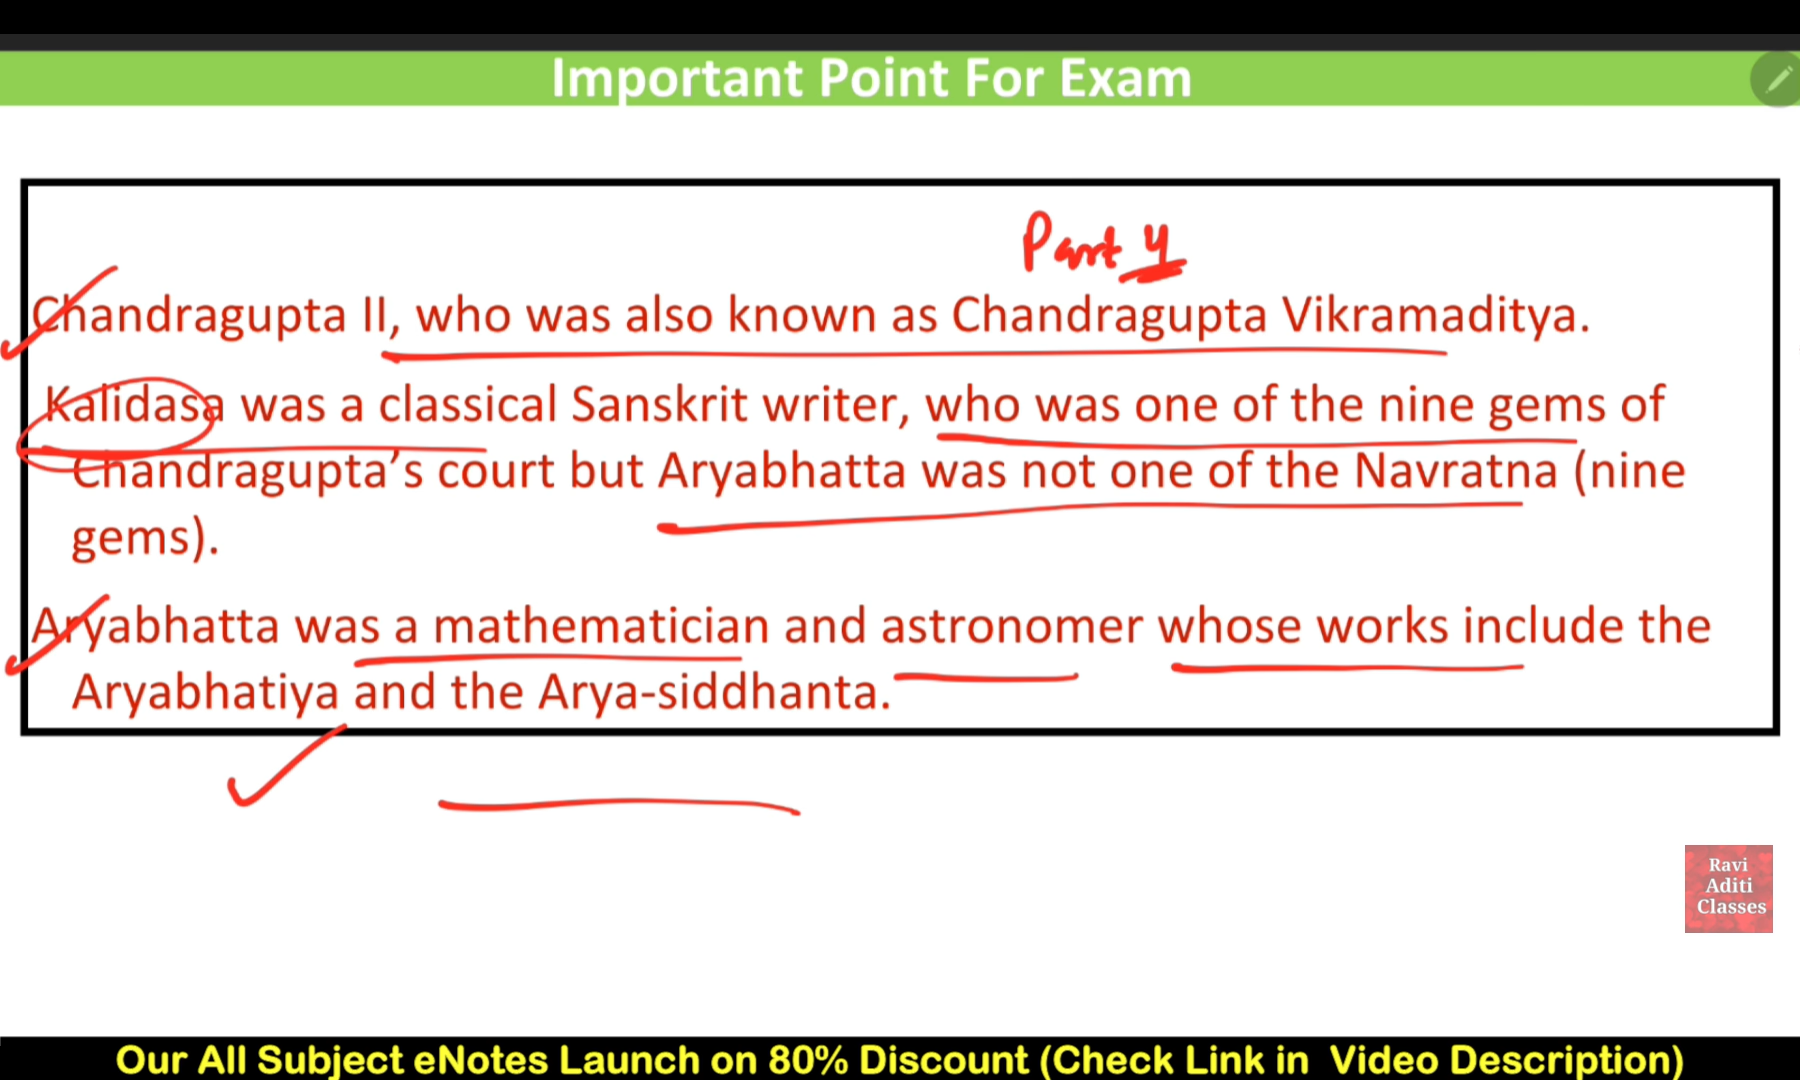 Important Point For Exam
Part 4
Chandragupta II, who was also known as Chandragupta Vikramaditya.
Kalidasa was a classical Sanskrit writer, who was one of the nine gems of
Chandragupta's court but Aryabhatta was not one of the Navratna (nine
gems).
Aryabhatta was a mathematician and astronomer whose works include the
Aryabhatiya and the Arya-siddhanta.
Ravi
Aditi
Classes
Our All Subject eNotes Launch on 80% Discount (Check Link in Video Description)